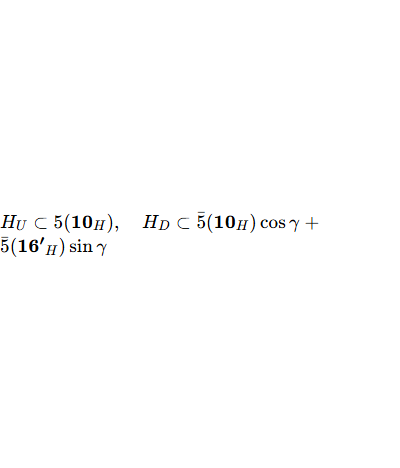 H_U ⊂ 5(𝟏𝟎_H), H_D ⊂ 5̄(𝟏𝟎_H) cos γ +
5̄(𝟏𝟔′_H) sin γ